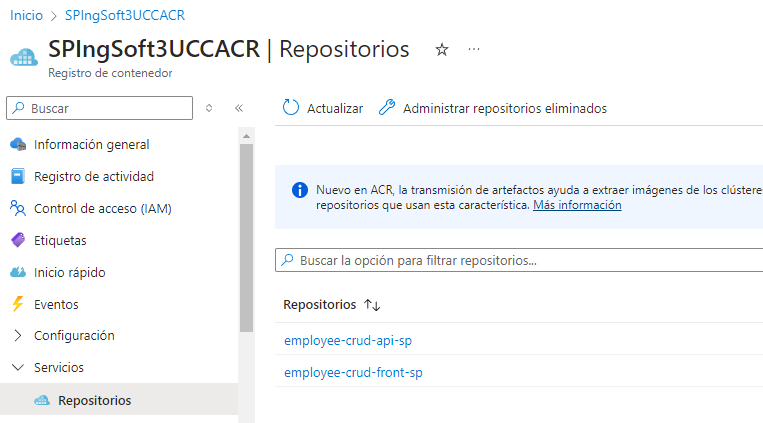 Inicio > SPIngSoft3UCCACR
SPIngSoft3UCCACR | Repositorios
Registro de contenedor
Buscar
Actualizar
Administrar repositorios eliminados
Información general
Registro de actividad
Control de acceso (IAM)
Etiquetas
Inicio rápido
Eventos
Configuración
Servicios
Repositorios
Nuevo en ACR, la transmisión de artefactos ayuda a extraer imágenes de los clústeres
repositorios que usan esta característica. Más información
Buscar la opción para filtrar repositorios...
Repositorios
employee-crud-api-sp
employee-crud-front-sp